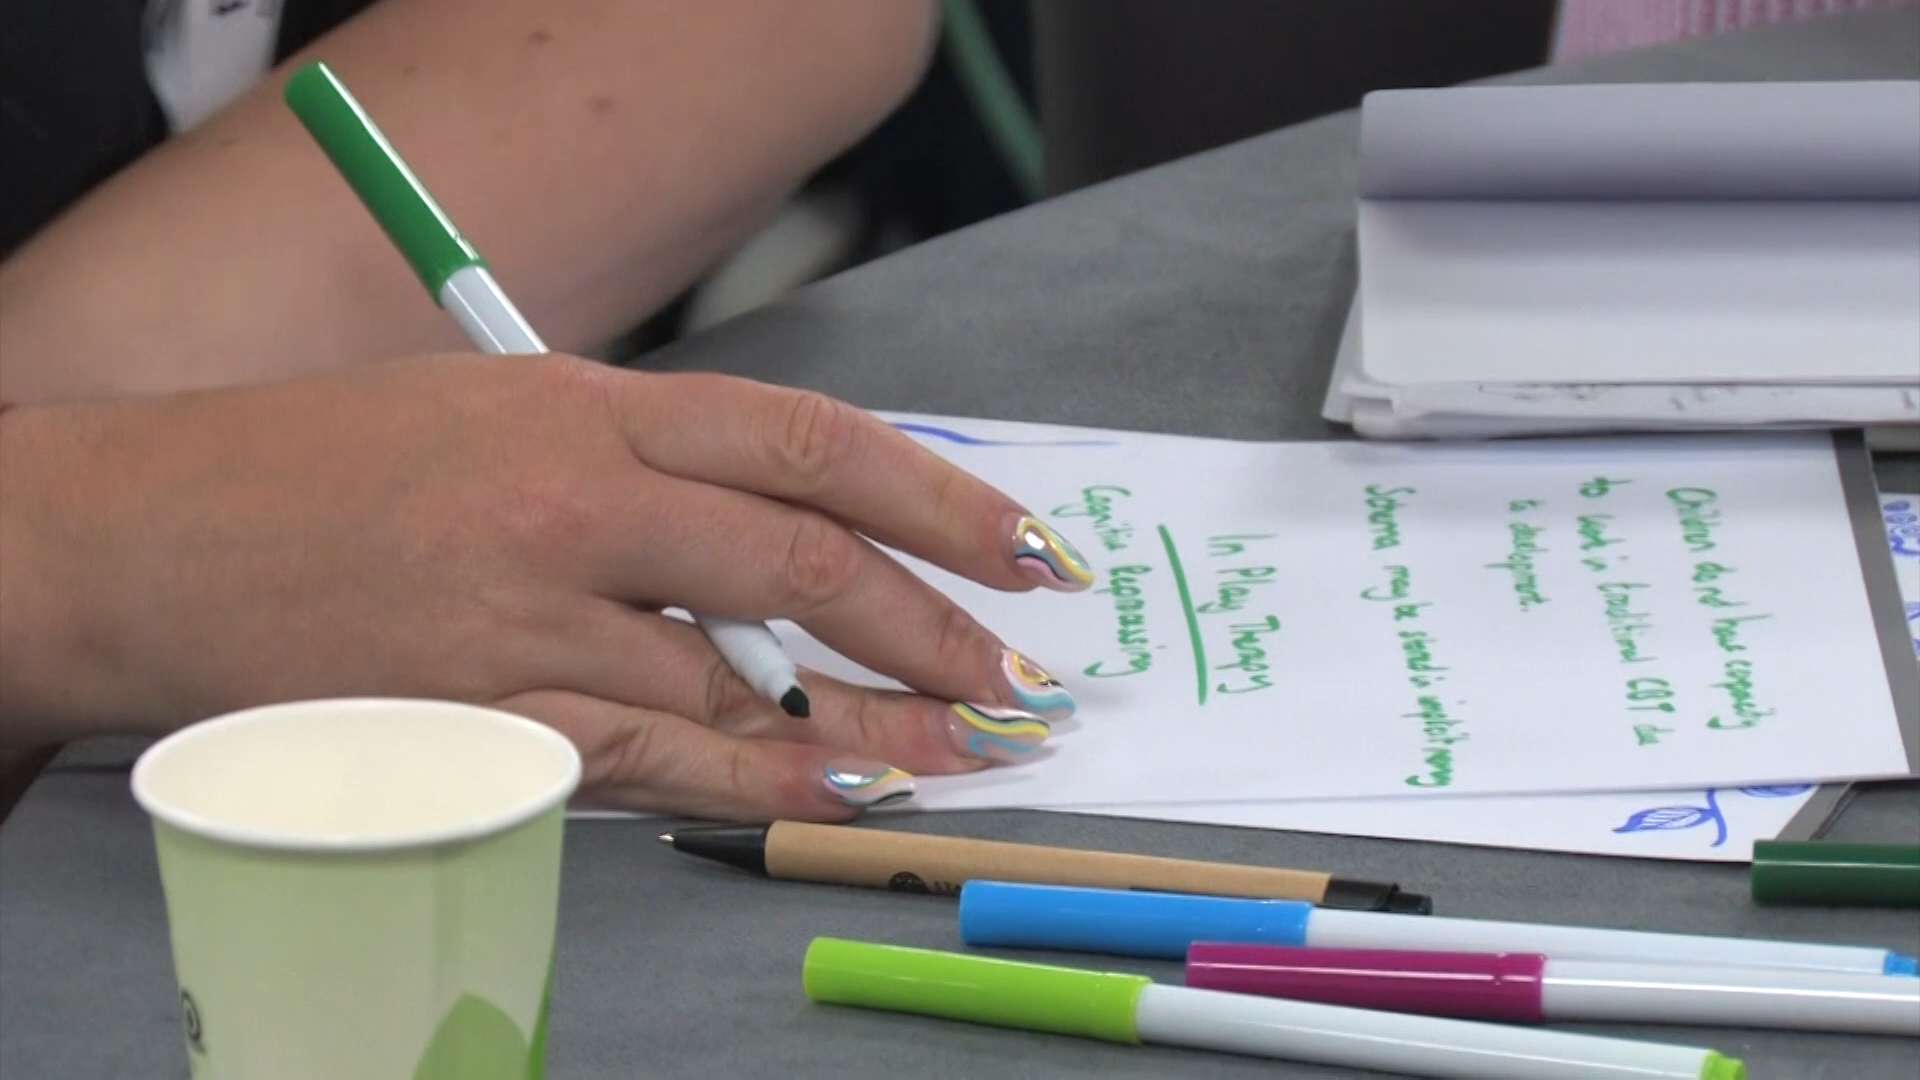 Children do not have capacity
to work in traditional CBT due
to development.
Schema may be stored in implicit memory
In Play Therapy
Cognitive Reprocessing